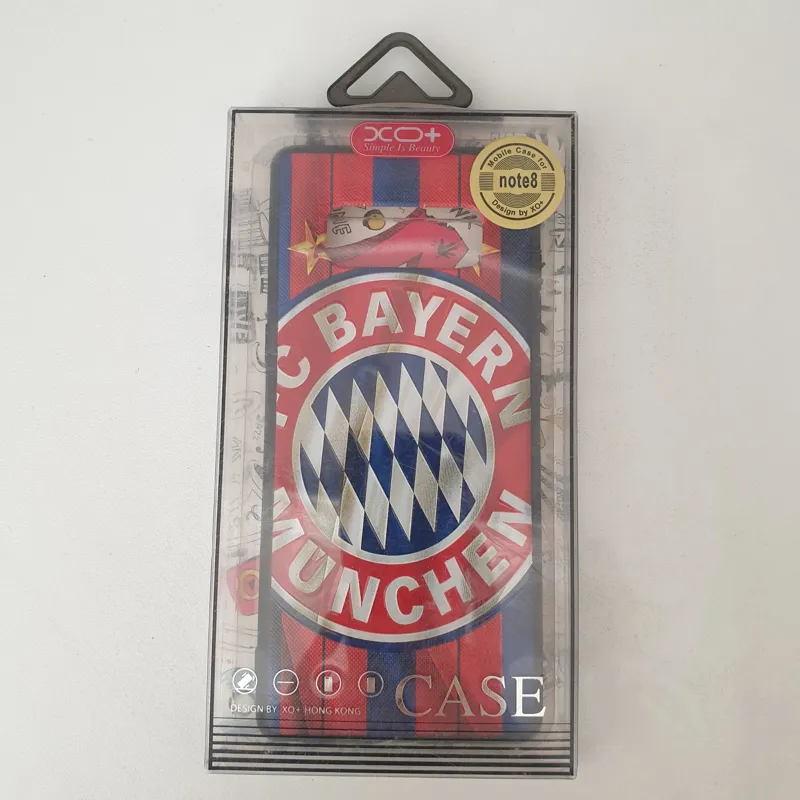 XO+
Simple Is Beauty
Mobile Case for
note8
Design by XO+
FC BAYERN
MÜNCHEN
CASE
DESIGN BY XO+ HONG KONG